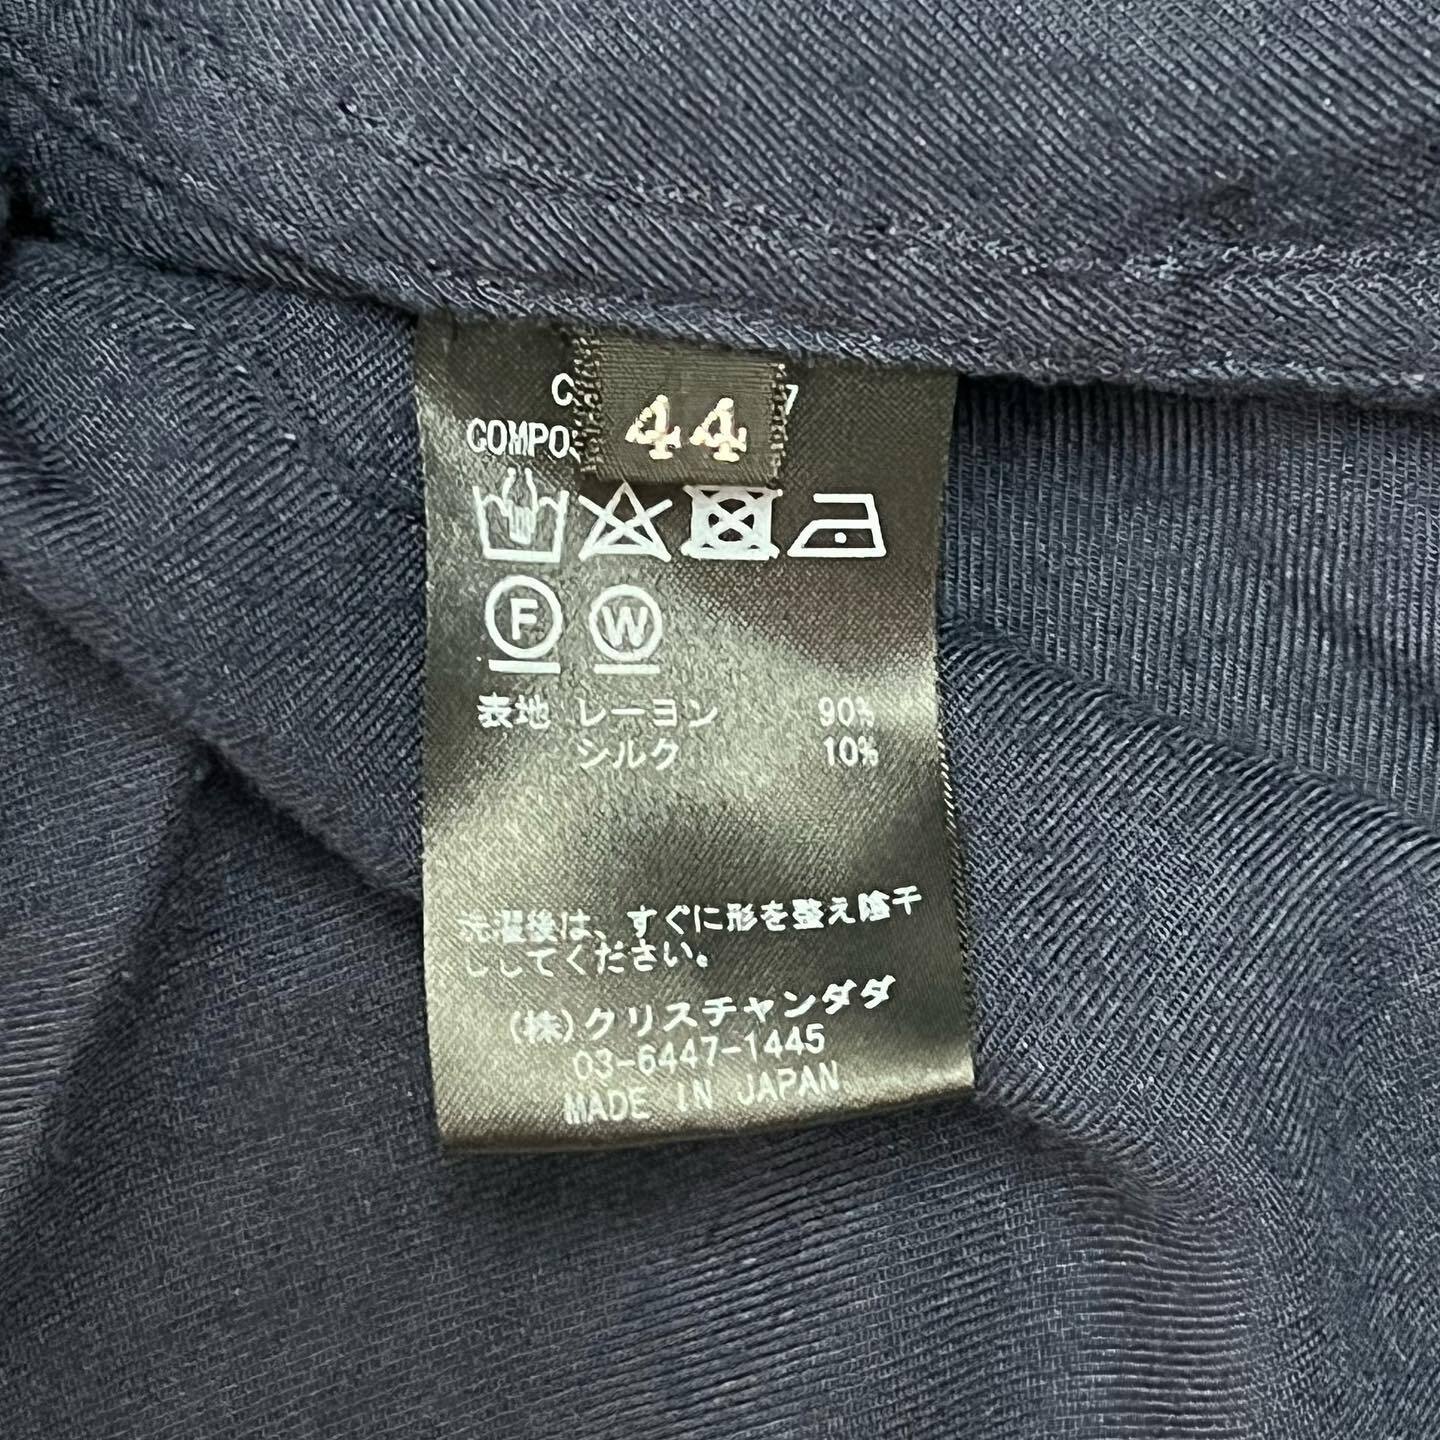 44
F W
表地 レーヨン 90%
シルク 10%
洗濯後は、すぐに形を整え陰干
ししてください。
(株)クリスチャンダダ
03-6447-1445
MADE IN JAPAN